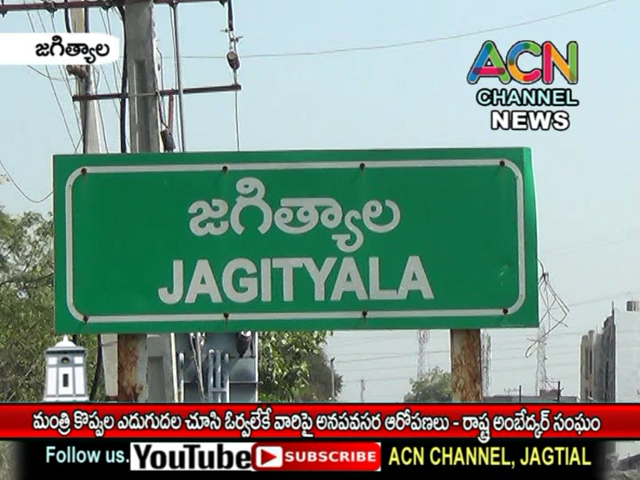 జగిత్యాల
ACN
CHANNEL
NEWS
జగిత్యాల
JAGITYALA
మంత్రి కొప్పుల ఎదుగుదల చూసి ఓర్వలేకే వారిపై అనవసర ఆరోపణలు - రాష్ట్ర అంబేద్కర్ సంఘం
Follow us. YouTube SUBSCRIBE ACN CHANNEL, JAGTIAL